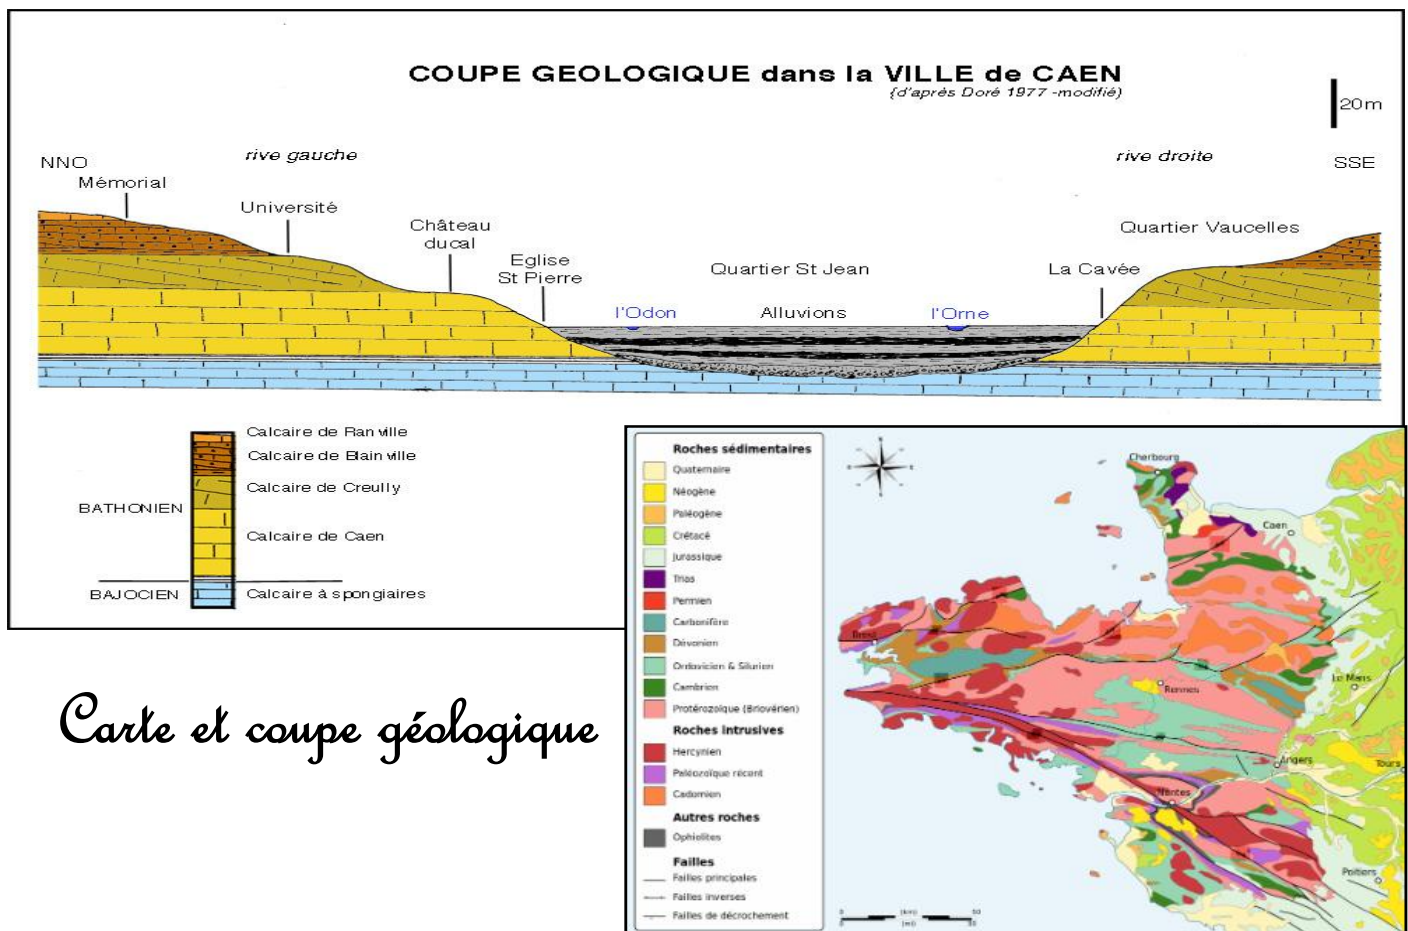 COUPE GEOLOGIQUE dans la VILLE de CAEN
(d'après Doré 1977 -modifié)
20m
NNO
rive gauche
rive droite
SSE
Mémorial
Université
Château
ducal
Eglise
St Pierre
Quartier St Jean
La Cavée
Quartier Vaucelles
l'Odon
Alluvions
l'Orne
Calcaire de Ranville
Calcaire de Blainville
Calcaire de Creully
BATHONIEN
Calcaire de Caen
BAJOCIEN
Calcaire à spongiaires
Carte et coupe géologique
Roches sédimentaires
Quaternaire
Néogène
Paléogène
Crétacé
Jurassique
Trias
Permien
Carbonifère
Dévonien
Ordovicien & Silurien
Cambrien
Protérozoïque (Briovérien)
Roches intrusives
Hercynien
Paléozoïque récent
Cadomien
Autres roches
Ophiolites
Failles
Failles principales
Failles inverses
Failles de décrochement
Cherbourg
Caen
Brest
Rennes
Le Mans
Angers
Tours
Nantes
Poitiers
0 (km) 50
(mi)